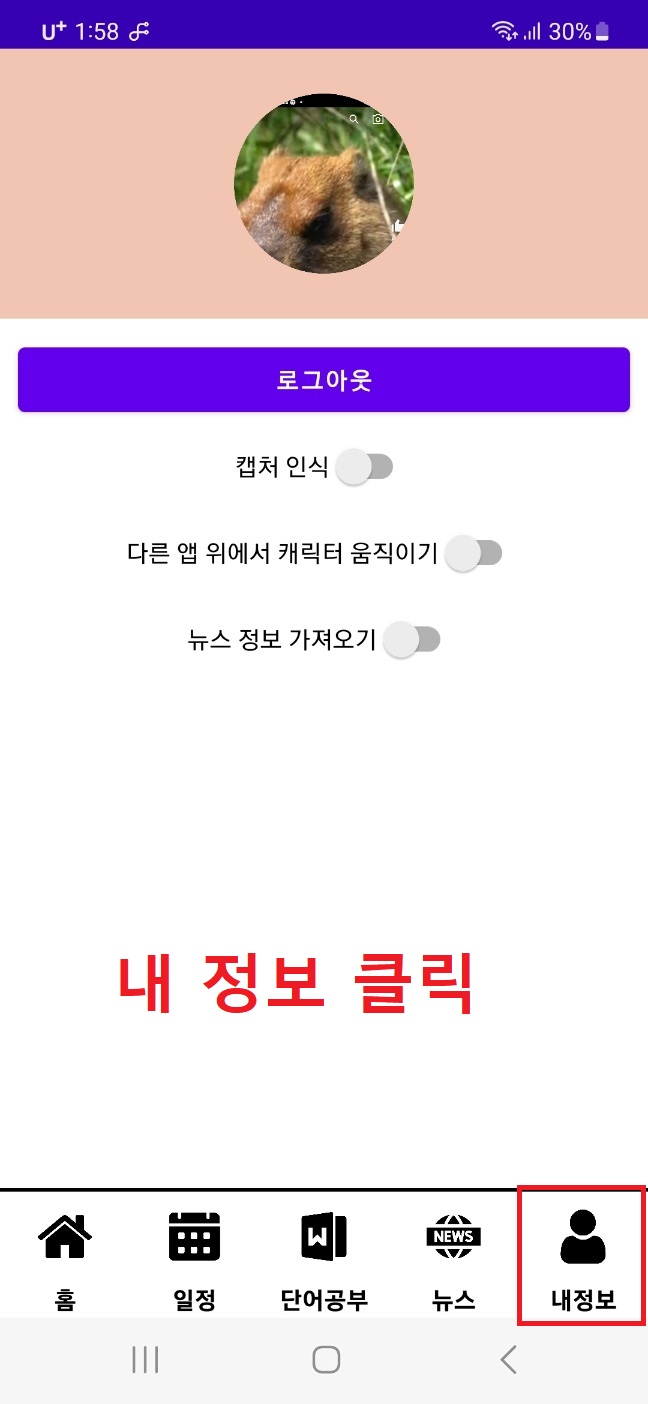 U+ 1:58 30%
로그아웃
캡처 인식
다른 앱 위에서 캐릭터 움직이기
뉴스 정보 가져오기
내 정보 클릭
W NEWS
홈 일정 단어공부 뉴스 내정보